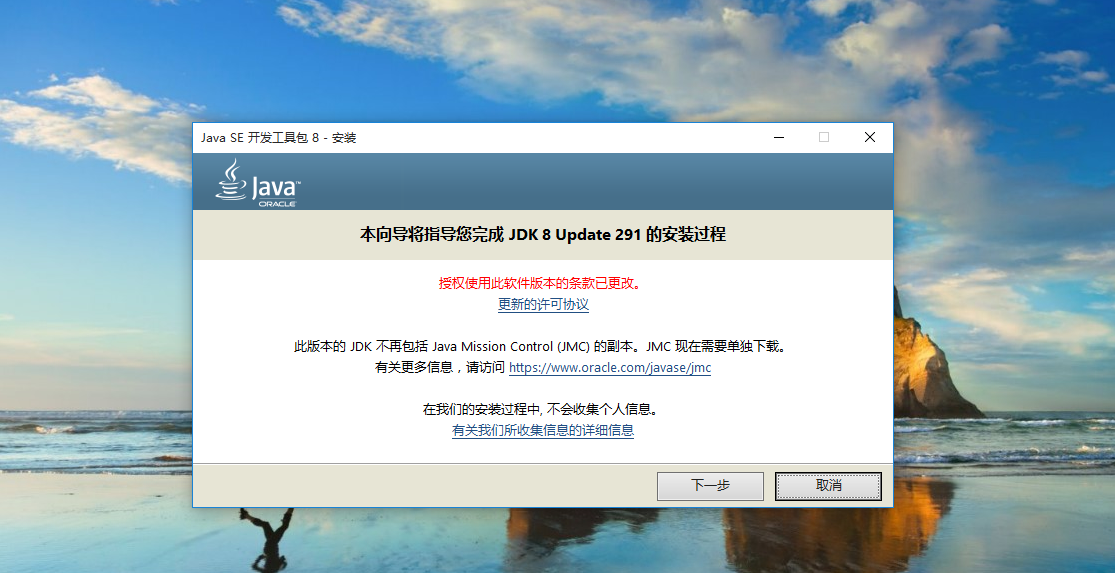 Java SE 开发工具包 8 - 安装
Java™
ORACLE
本向导将指导您完成 JDK 8 Update 291 的安装过程
授权使用此软件版本的条款已更改。
更新的许可协议
此版本的 JDK 不再包括 Java Mission Control (JMC) 的副本。JMC 现在需要单独下载。
有关更多信息，请访问 https://www.oracle.com/javase/jmc
在我们的安装过程中, 不会收集个人信息。
有关我们所收集信息的详细信息
下一步 取消